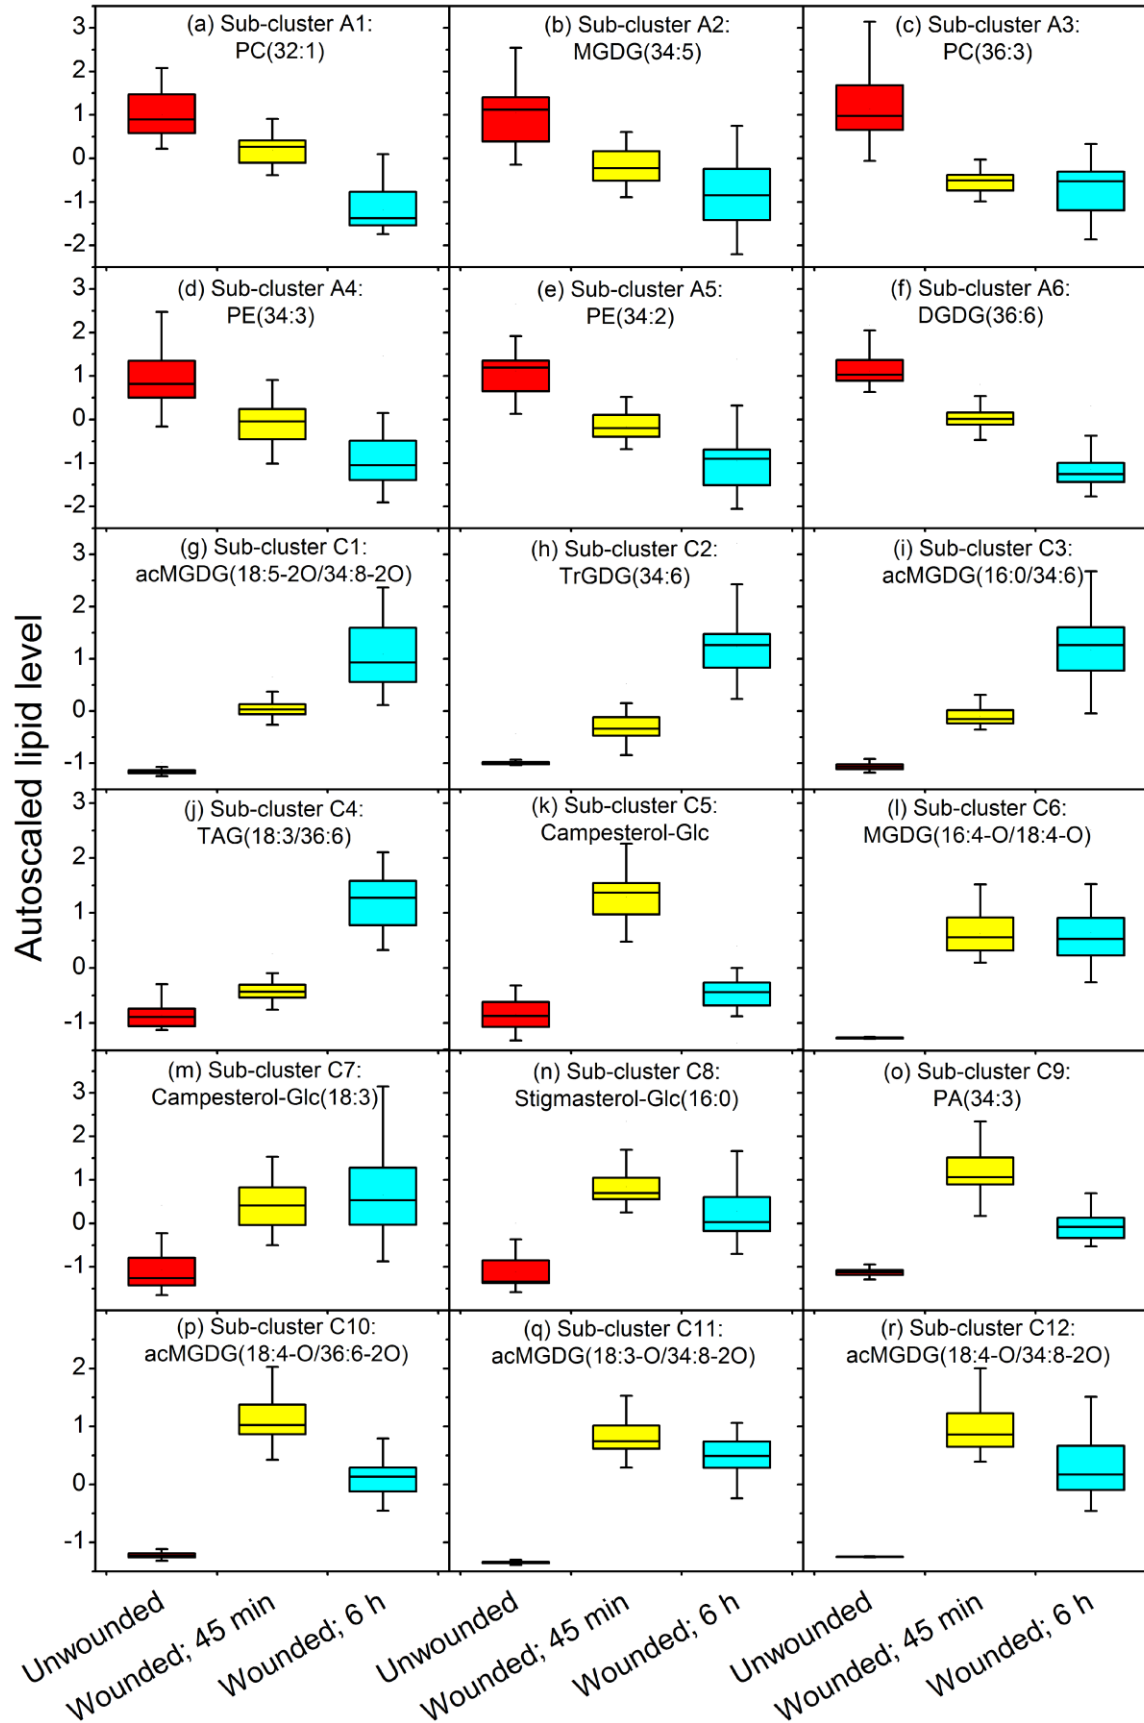 Autoscaled lipid level
3
2
1
0
-1
-2
(a) Sub-cluster A1:
PC(32:1)
(b) Sub-cluster A2:
MGDG(34:5)
(c) Sub-cluster A3:
PC(36:3)
3
2
1
0
-1
-2
(d) Sub-cluster A4:
PE(34:3)
(e) Sub-cluster A5:
PE(34:2)
(f) Sub-cluster A6:
DGDG(36:6)
3
2
1
0
-1
(g) Sub-cluster C1:
acMGDG(18:5-2O/34:8-2O)
(h) Sub-cluster C2:
TrGDG(34:6)
(i) Sub-cluster C3:
acMGDG(16:0/34:6)
3
2
1
0
-1
(j) Sub-cluster C4:
TAG(18:3/36:6)
(k) Sub-cluster C5:
Campesterol-Glc
(l) Sub-cluster C6:
MGDG(16:4-O/18:4-O)
3
2
1
0
-1
(m) Sub-cluster C7:
Campesterol-Glc(18:3)
(n) Sub-cluster C8:
Stigmasterol-Glc(16:0)
(o) Sub-cluster C9:
PA(34:3)
2
1
0
-1
(p) Sub-cluster C10:
acMGDG(18:4-O/36:6-2O)
(q) Sub-cluster C11:
acMGDG(18:3-O/34:8-2O)
(r) Sub-cluster C12:
acMGDG(18:4-O/34:8-2O)
Unwounded
Wounded; 45 min
Wounded; 6 h
Unwounded
Wounded; 45 min
Wounded; 6 h
Unwounded
Wounded; 45 min
Wounded; 6 h